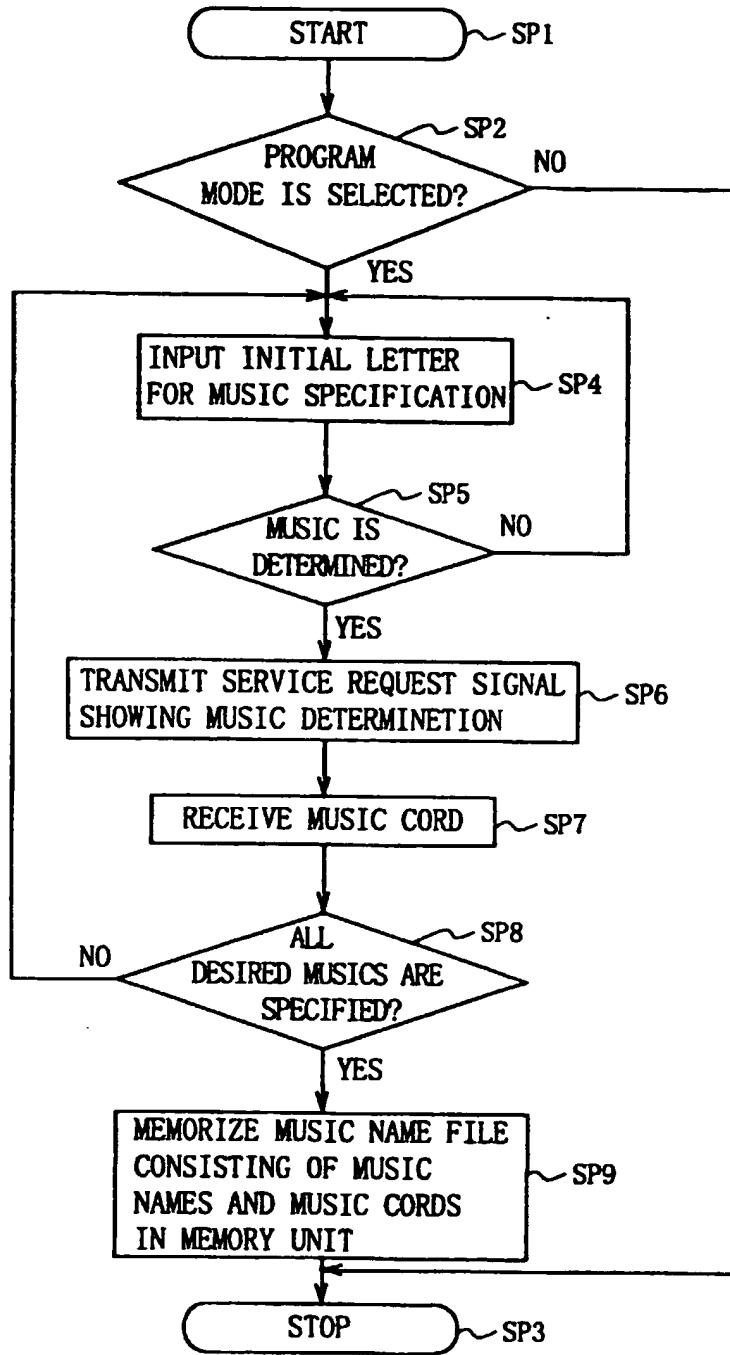 START
SP1
SP2
PROGRAM
MODE IS SELECTED?
NO
YES
INPUT INITIAL LETTER
FOR MUSIC SPECIFICATION
SP4
SP5
MUSIC IS
DETERMINED?
NO
YES
TRANSMIT SERVICE REQUEST SIGNAL
SHOWING MUSIC DETERMINETION
SP6
RECEIVE MUSIC CORD
SP7
SP8
ALL
DESIRED MUSICS ARE
SPECIFIED?
NO
YES
MEMORIZE MUSIC NAME FILE
CONSISTING OF MUSIC
NAMES AND MUSIC CORDS
IN MEMORY UNIT
SP9
STOP
SP3